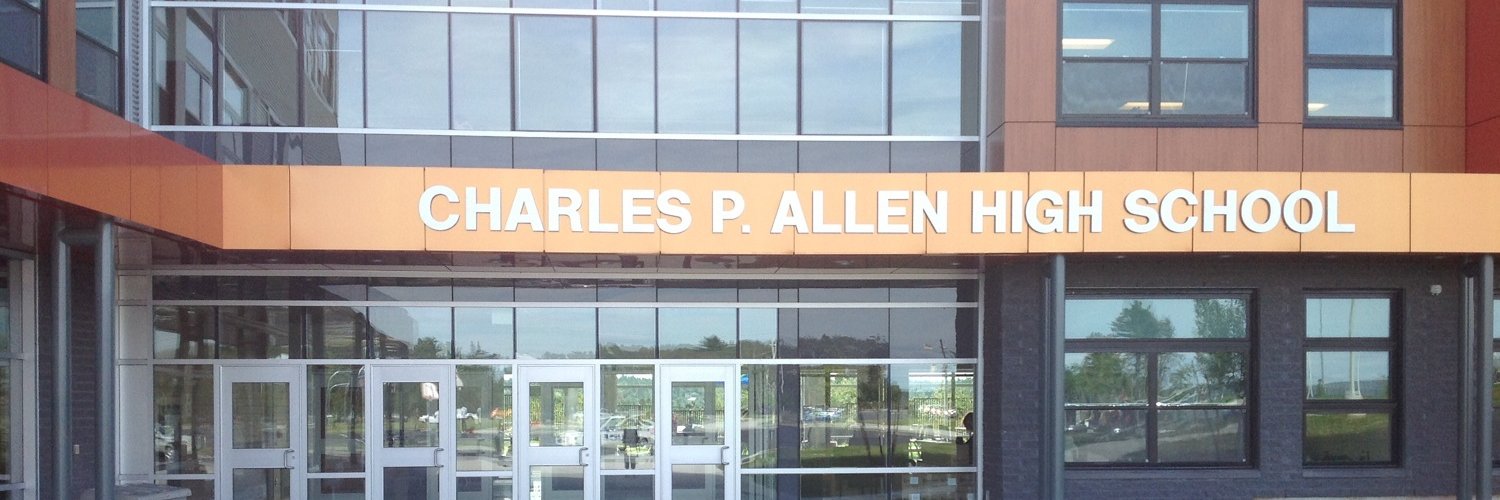 CHARLES P. ALLEN HIGH SCHOOL